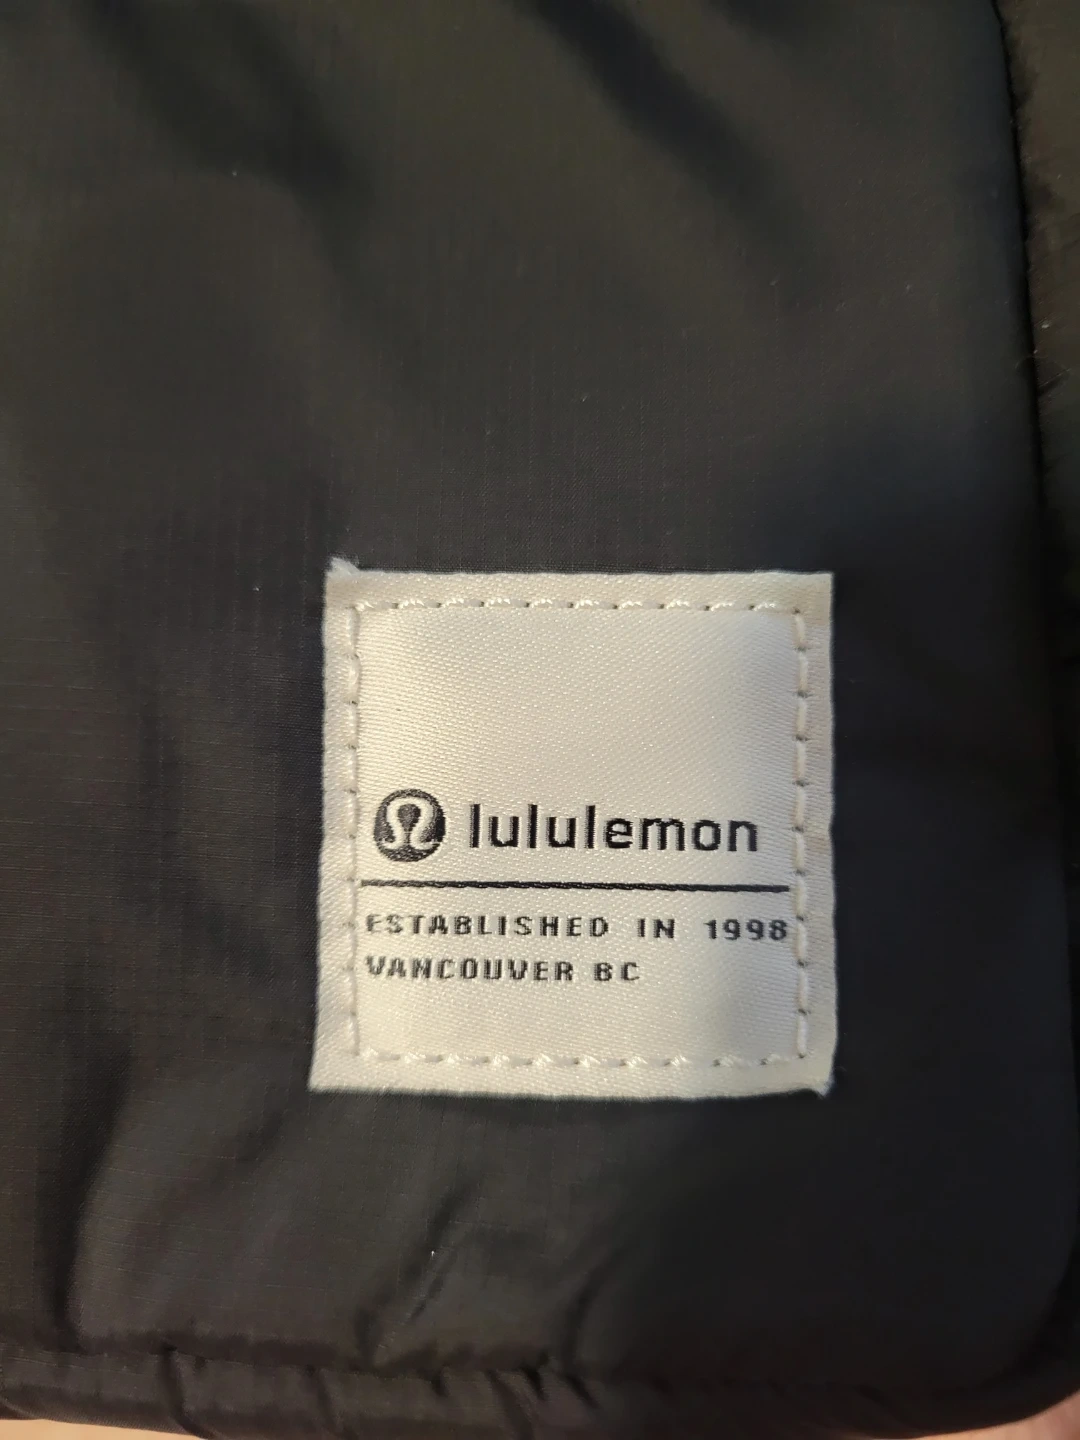 lululemon
ESTABLISHED IN 1998
VANCOUVER BC